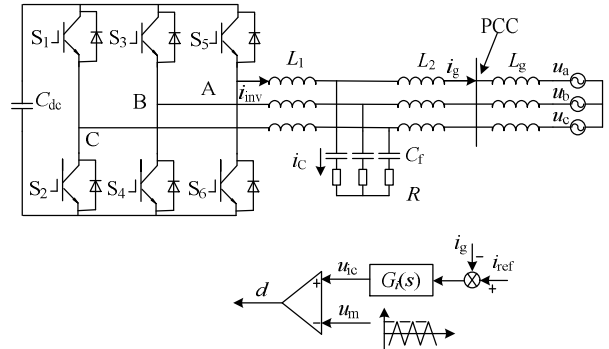 PCC
S1 S3 S5 L1 L2 ig Lg ua
A iinv ub
Cdc B uc
C
iC Cf
S2 S4 S6 R
ig
uic Gi(s) − iref
+ +
d um
−